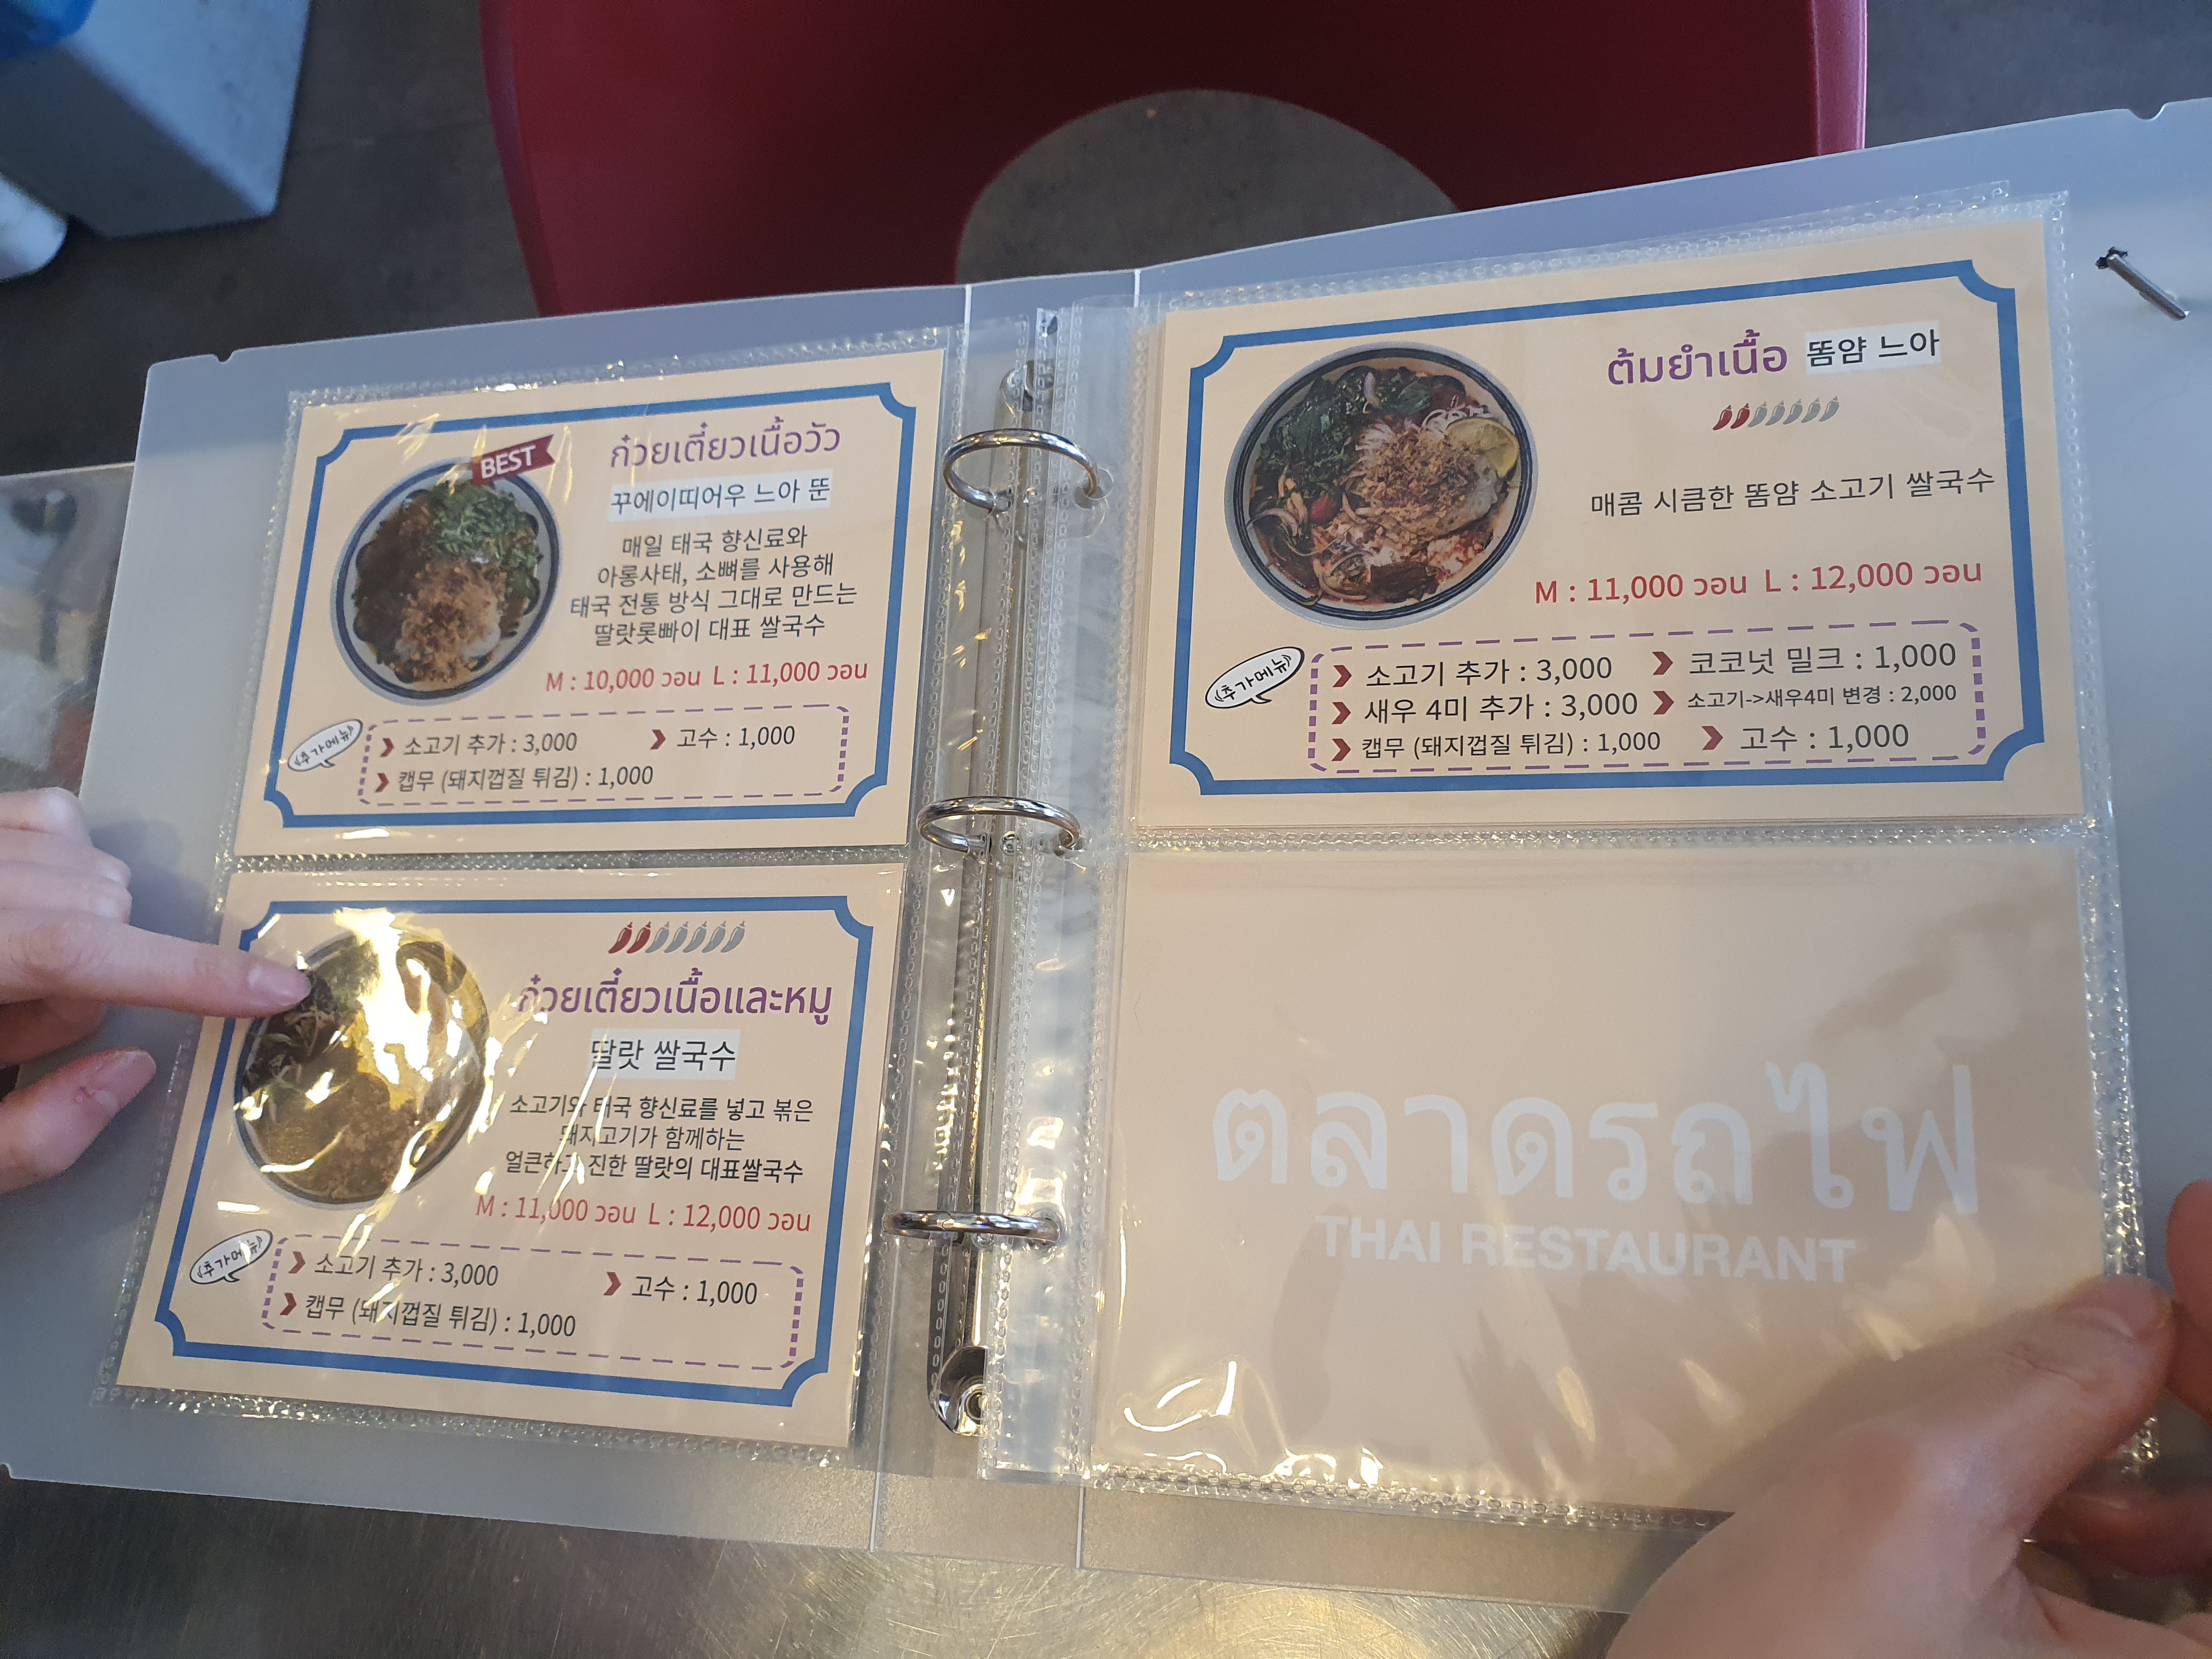 BEST
ก๋วยเตี๋ยวเนื้อวัว
꾸에이띠어우 느아 뚠
매일 태국 향신료와
아롱사태, 소뼈를 사용해
태국 전통 방식 그대로 만드는
딸랏롯빠이 대표 쌀국수
M : 10,000 วอน L : 11,000 วอน
추가메뉴
소고기 추가 : 3,000 고수 : 1,000
캡무 (돼지껍질 튀김) : 1,000
ก๋วยเตี๋ยวเนื้อและหมู
딸랏 쌀국수
소고기와 태국 향신료를 넣고 볶은
돼지고기가 함께하는
얼큰하고 진한 딸랏의 대표쌀국수
M : 11,000 วอน L : 12,000 วอน
추가메뉴
소고기 추가 : 3,000 고수 : 1,000
캡무 (돼지껍질 튀김) : 1,000
ต้มยำเนื้อ 똠얌 느아
매콤 시큼한 똠얌 소고기 쌀국수
M : 11,000 วอน L : 12,000 วอน
추가메뉴
소고기 추가 : 3,000 코코넛 밀크 : 1,000
새우 4미 추가 : 3,000 소고기->새우4미 변경 : 2,000
캡무 (돼지껍질 튀김) : 1,000 고수 : 1,000
ตลาดรถไฟ
THAI RESTAURANT